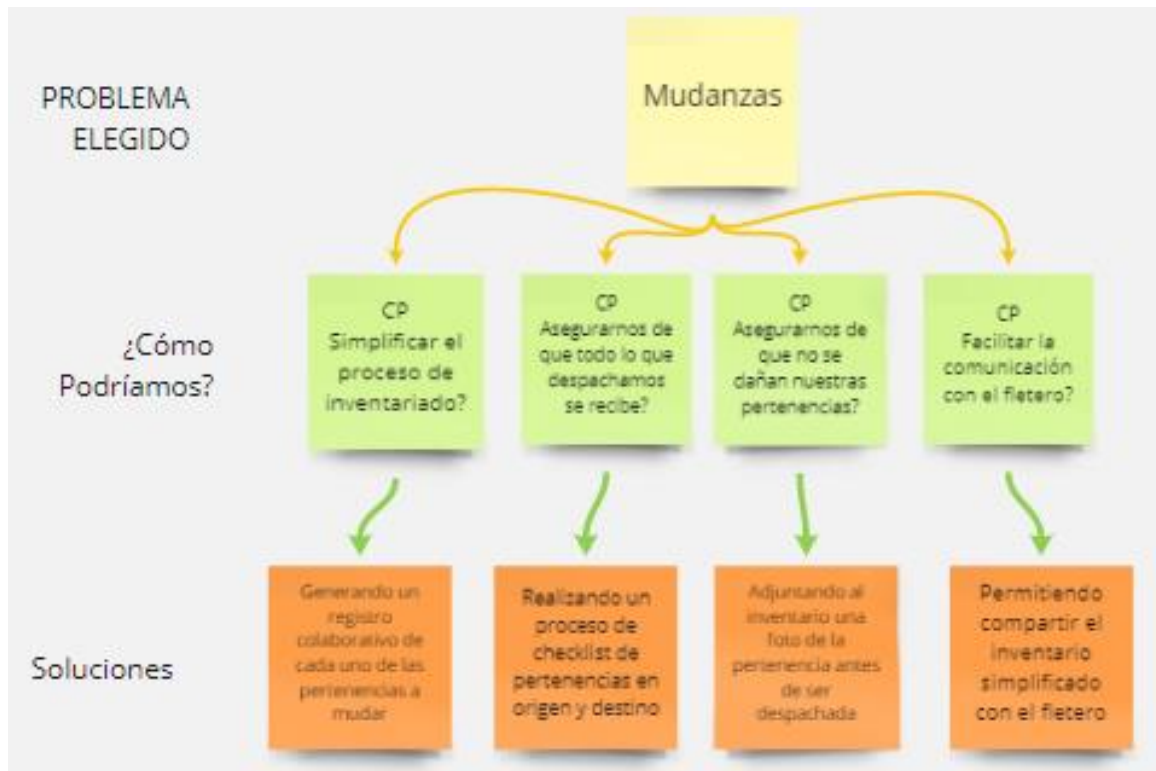 PROBLEMA
ELEGIDO
Mudanzas
¿Cómo
Podríamos?
CP
Simplificar el
proceso de
inventariado?
CP
Asegurarnos de
que todo lo que
despachamos
se recibe?
CP
Asegurarnos de
que no se
dañan nuestras
pertenencias?
CP
Facilitar la
comunicación
con el fletero?
Soluciones
Generando un
registro
colaborativo de
cada uno de las
pertenencias a
mudar
Realizando un
proceso de
checklist de
pertenencias en
origen y destino
Adjuntando al
inventario una
foto de la
pertenencia antes
de ser
despachada
Permitiendo
compartir el
inventario
simplificado
con el fletero